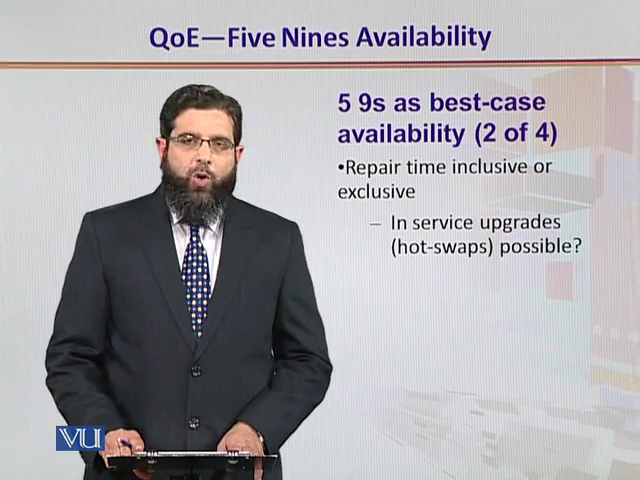 QoE—Five Nines Availability
5 9s as best-case
availability (2 of 4)
•Repair time inclusive or
exclusive
– In service upgrades
(hot-swaps) possible?
VU